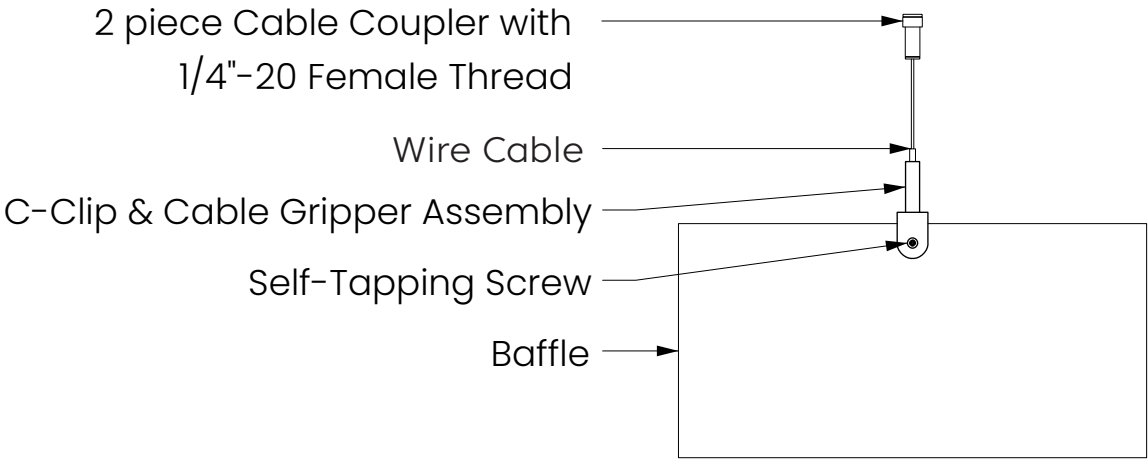 2 piece Cable Coupler with
1/4"-20 Female Thread
Wire Cable
C-Clip & Cable Gripper Assembly
Self-Tapping Screw
Baffle